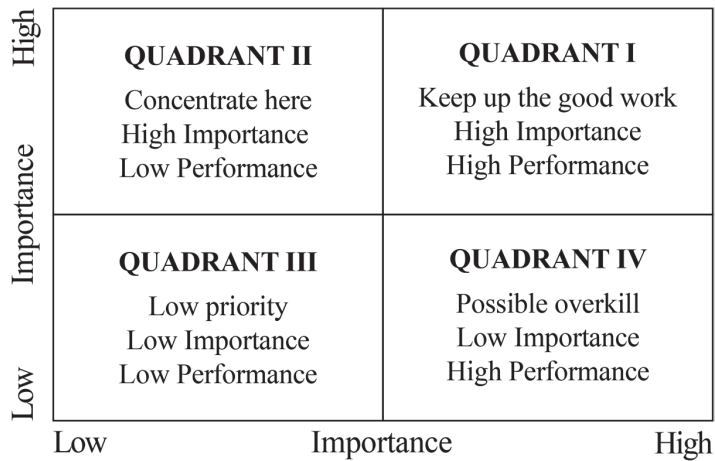 High
Importance
Low
QUADRANT II
Concentrate here
High Importance
Low Performance
QUADRANT I
Keep up the good work
High Importance
High Performance
QUADRANT III
Low priority
Low Importance
Low Performance
QUADRANT IV
Possible overkill
Low Importance
High Performance
Low
Importance
High